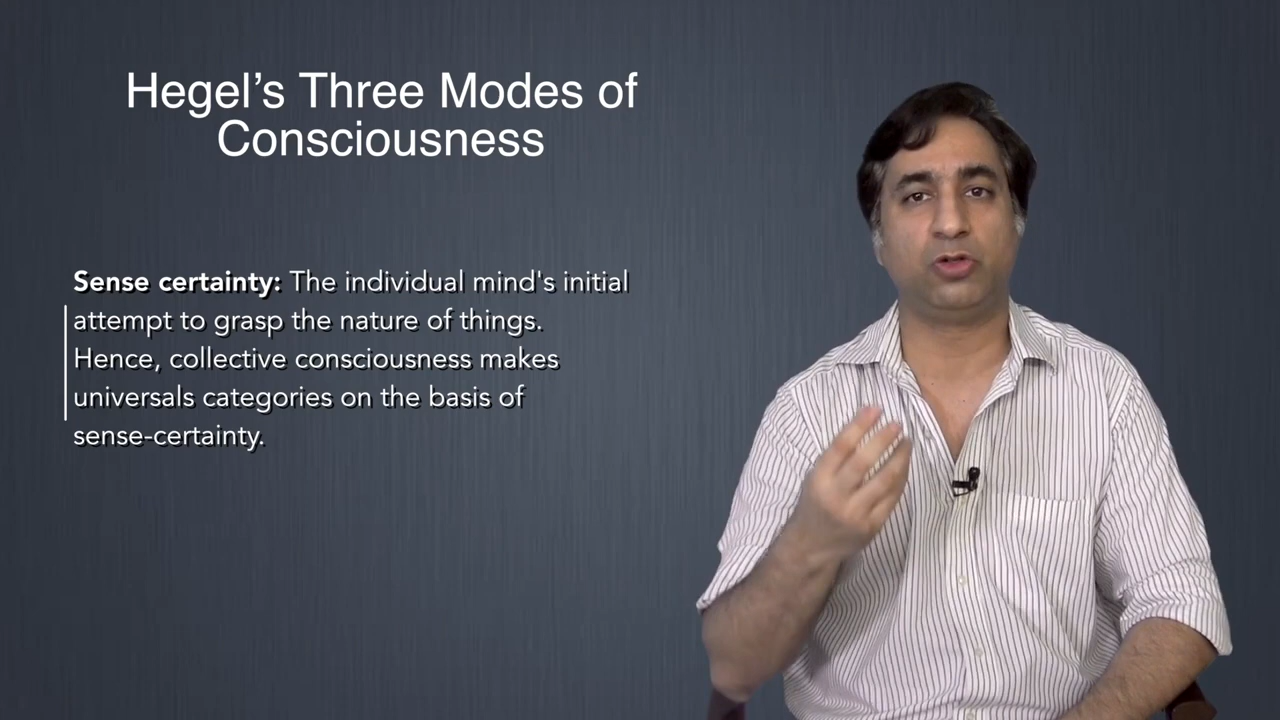 Hegel’s Three Modes of
Consciousness
Sense certainty: The individual mind's initial
attempt to grasp the nature of things.
Hence, collective consciousness makes
universals categories on the basis of
sense-certainty.